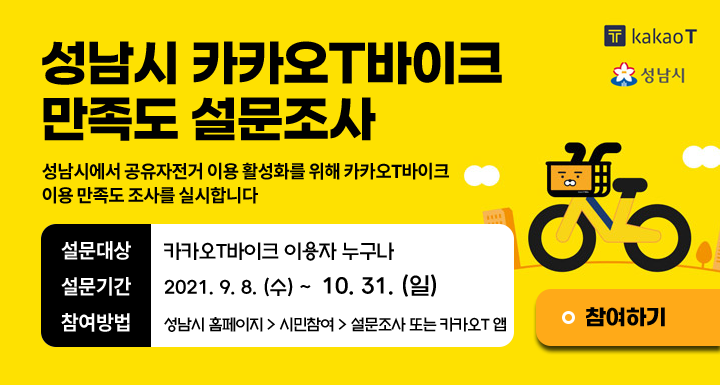 성남시 카카오T바이크
만족도 설문조사
kakao T
성남시
성남시에서 공유자전거 이용 활성화를 위해 카카오T바이크
이용 만족도 조사를 실시합니다
설문대상 카카오T바이크 이용자 누구나
설문기간 2021. 9. 8. (수) ~ 10. 31. (일)
참여방법 성남시 홈페이지 > 시민참여 > 설문조사 또는 카카오T 앱
참여하기